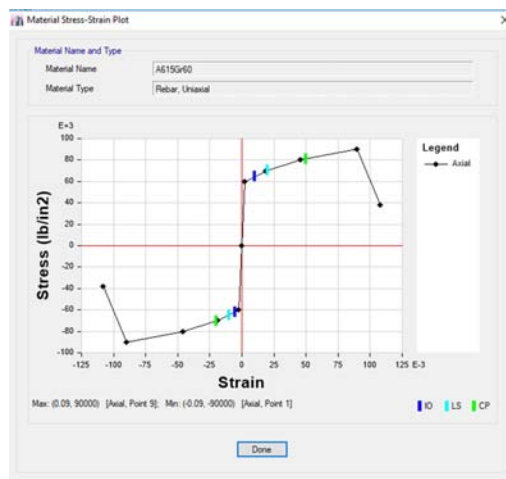 Material Stress-Strain Plot
Material Name and Type
Material Name A615Gr60
Material Type Rebar, Uniaxial
E+3
100
80
60
40
20
0
-20
-40
-60
-80
-100
Stress (lb/in2)
-125 -100 -75 -50 -25 0 25 50 75 100 125 E-3
Strain
Legend
Axial
Max: (0.09, 90000) [Axial, Point 9]; Min: (-0.09, -90000) [Axial, Point 1]
IO LS CP
Done